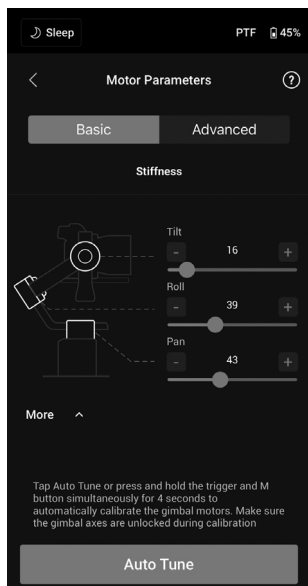 Sleep
PTF 45%
Motor Parameters ?
Basic Advanced
Stiffness
Tilt
- 16 +
Roll
- 39 +
Pan
- 43 +
More
Tap Auto Tune or press and hold the trigger and M
button simultaneously for 4 seconds to
automatically calibrate the gimbal motors. Make sure
the gimbal axes are unlocked during calibration
Auto Tune